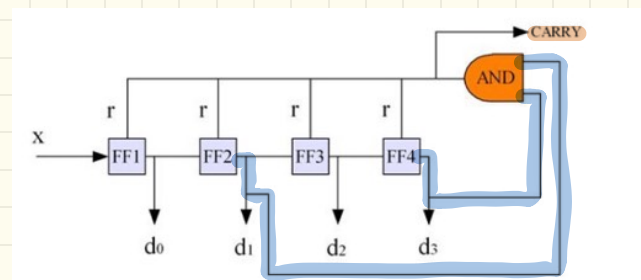 CARRY
AND
r r r r
X
FF1 FF2 FF3 FF4
d0 d1 d2 d3